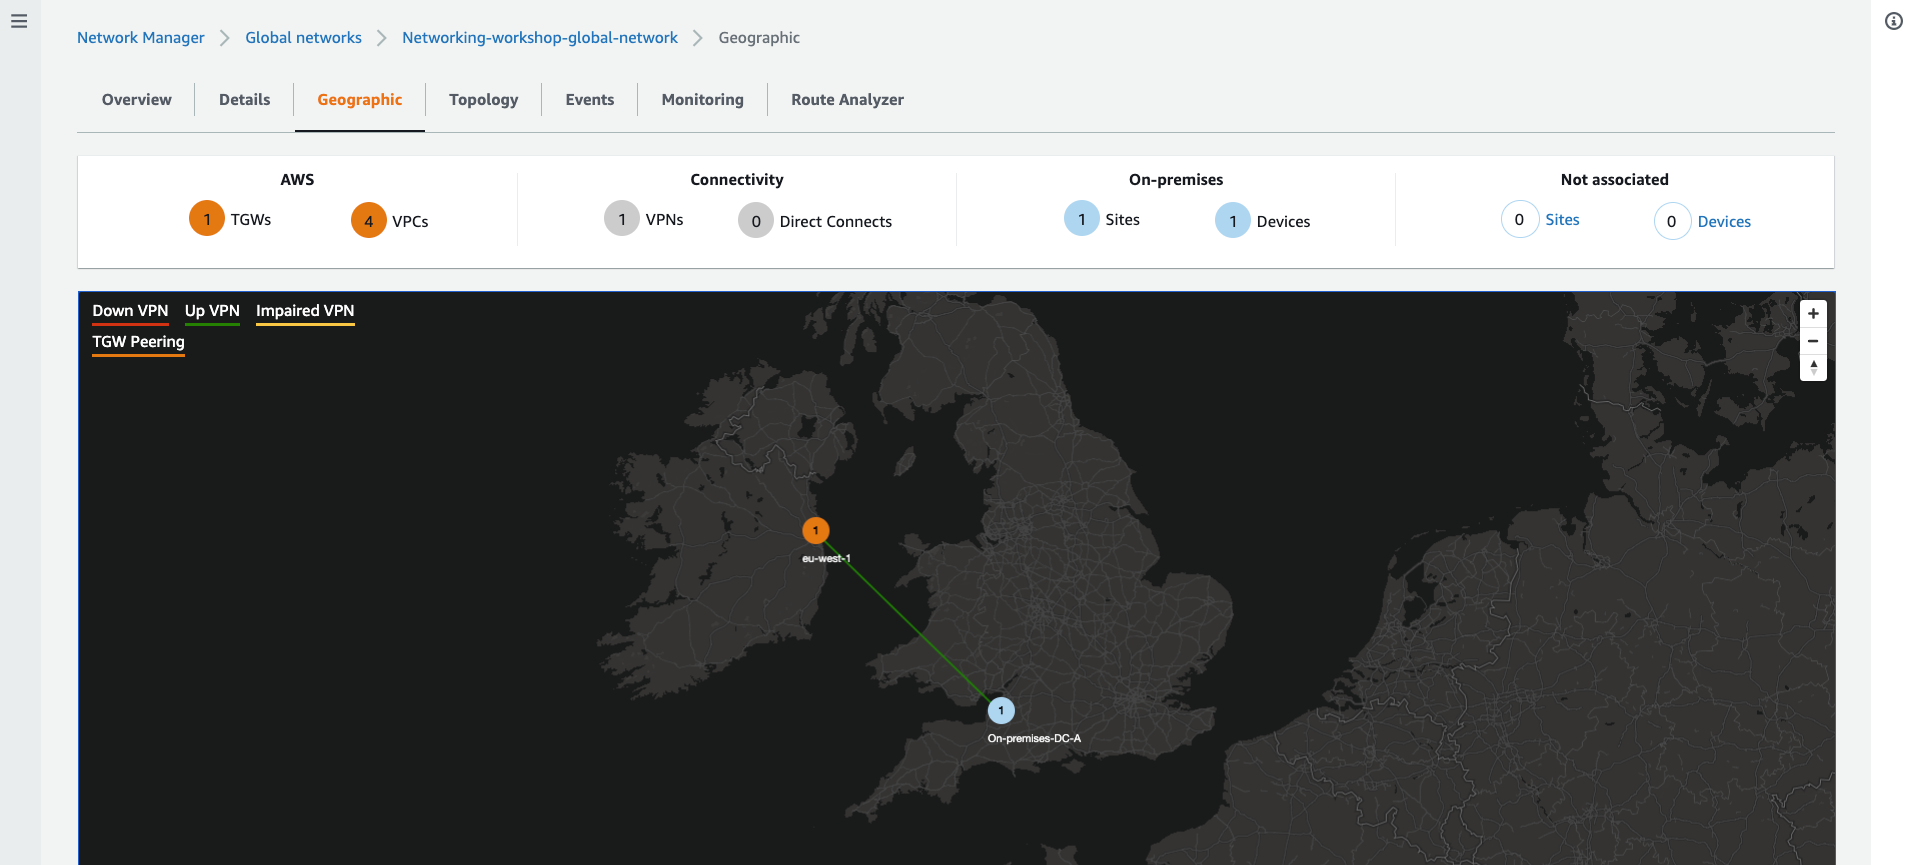 Network Manager > Global networks > Networking-workshop-global-network > Geographic
Overview Details Geographic Topology Events Monitoring Route Analyzer
AWS Connectivity On-premises Not associated
1 TGWs 4 VPCs 1 VPNs 0 Direct Connects 1 Sites 1 Devices 0 Sites 0 Devices
Down VPN Up VPN Impaired VPN
TGW Peering
1
eu-west-1
1
On-premises-DC-A